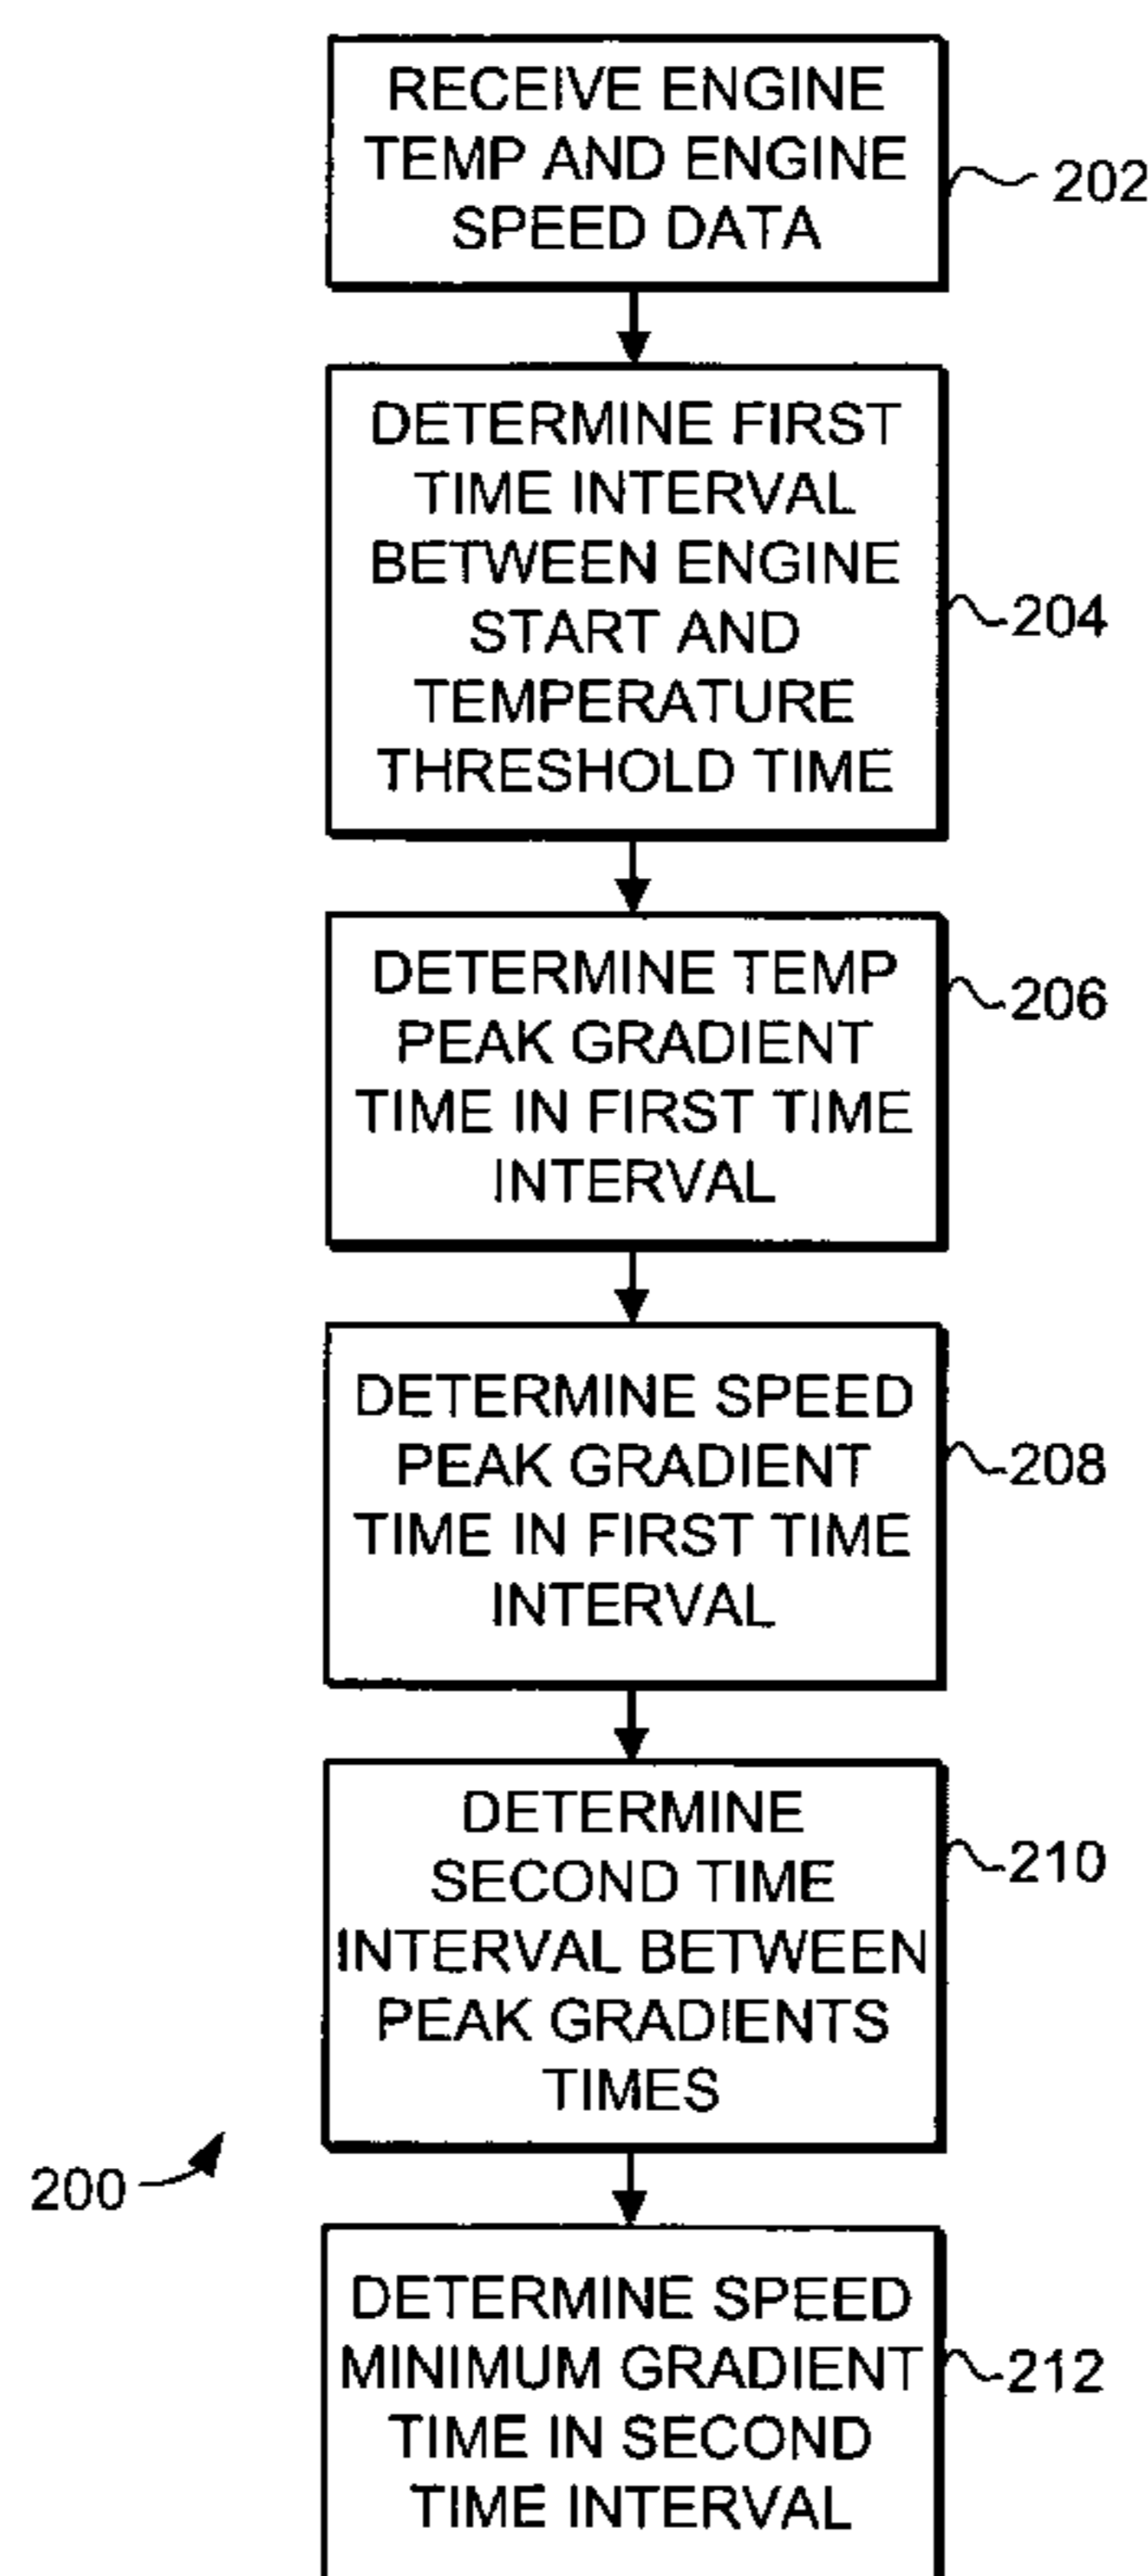 RECEIVE ENGINE
TEMP AND ENGINE
SPEED DATA
202
DETERMINE FIRST
TIME INTERVAL
BETWEEN ENGINE
START AND
TEMPERATURE
THRESHOLD TIME
204
DETERMINE TEMP
PEAK GRADIENT
TIME IN FIRST TIME
INTERVAL
206
DETERMINE SPEED
PEAK GRADIENT
TIME IN FIRST TIME
INTERVAL
208
DETERMINE
SECOND TIME
INTERVAL BETWEEN
PEAK GRADIENTS
TIMES
210
200
DETERMINE SPEED
MINIMUM GRADIENT
TIME IN SECOND
TIME INTERVAL
212